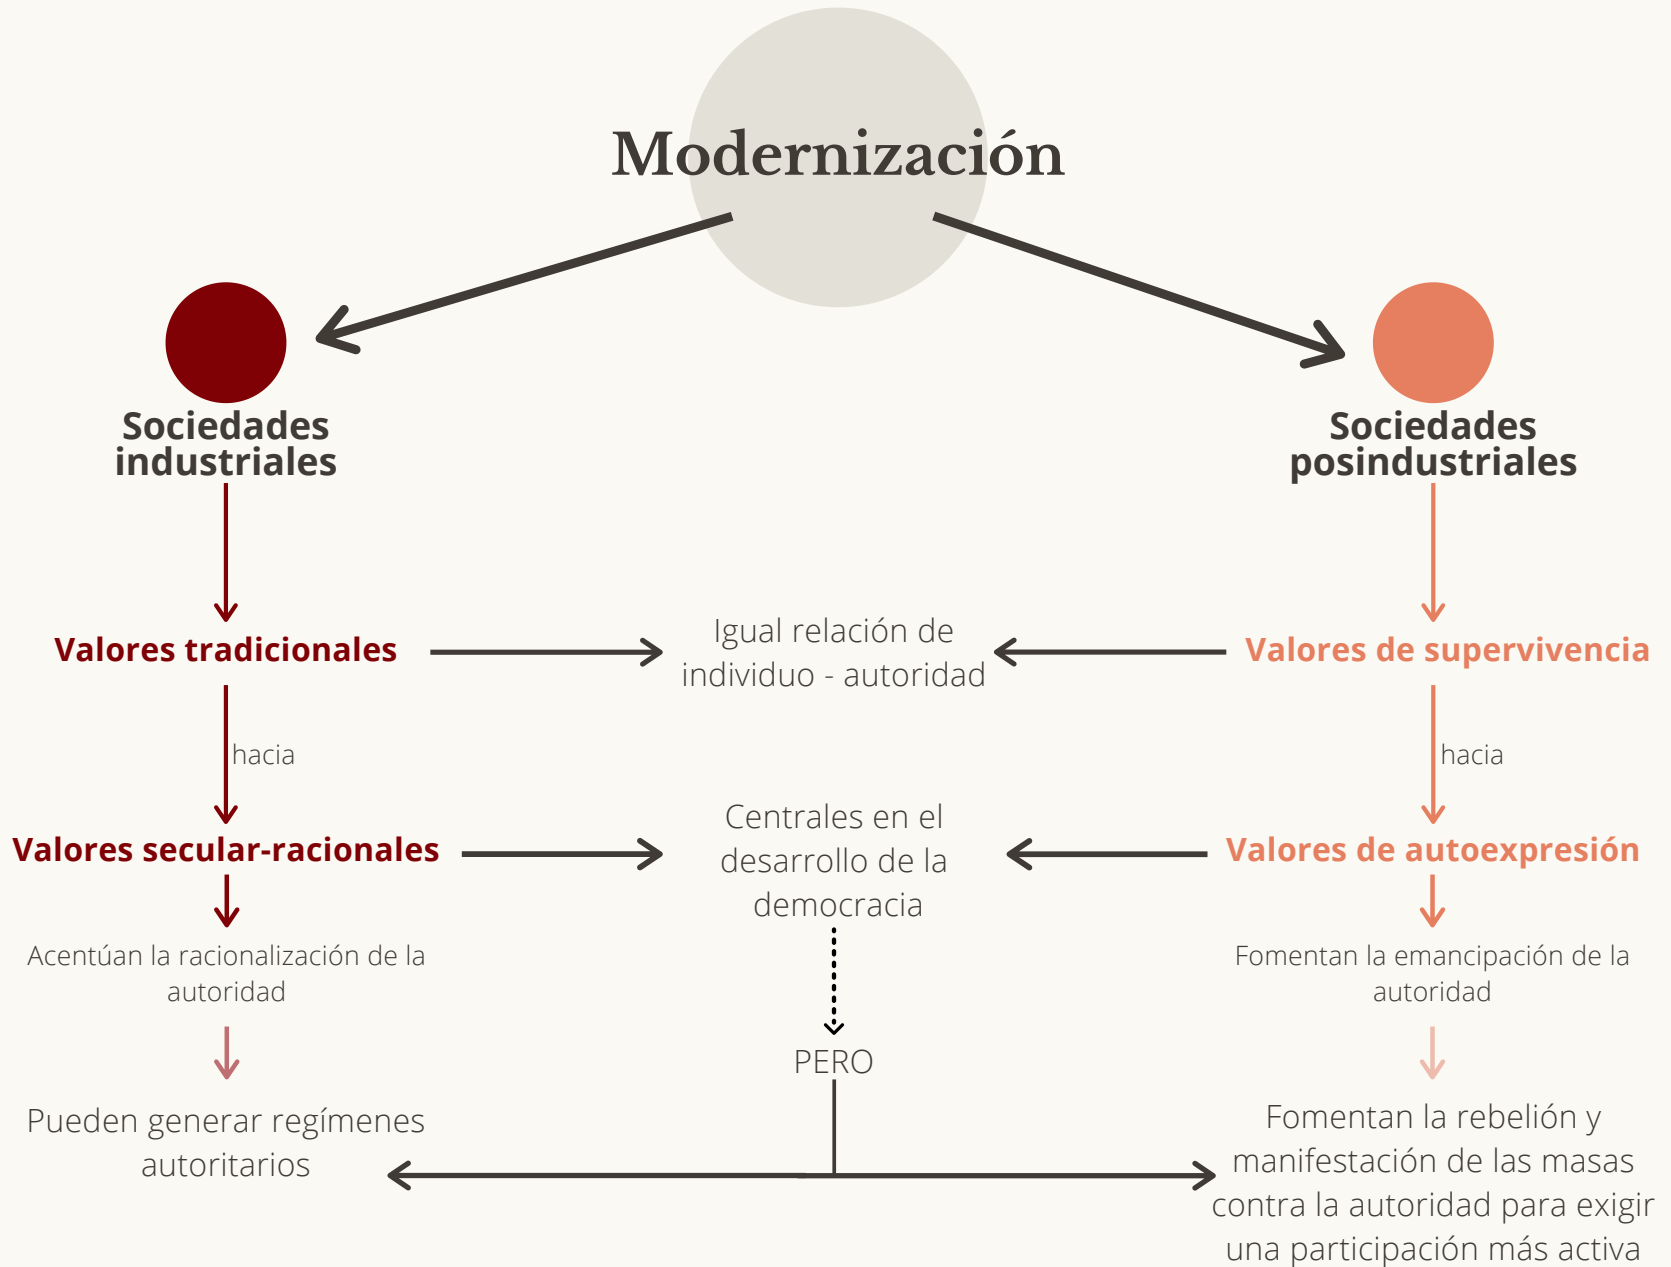 Modernización
Sociedades
industriales
Sociedades
posindustriales
Valores tradicionales
Igual relación de
individuo - autoridad
Valores de supervivencia
hacia
hacia
Valores secular-racionales
Centrales en el
desarrollo de la
democracia
Valores de autoexpresión
Acentúan la racionalización de la
autoridad
Fomentan la emancipación de la
autoridad
PERO
Pueden generar regímenes
autoritarios
Fomentan la rebelión y
manifestación de las masas
contra la autoridad para exigir
una participación más activa